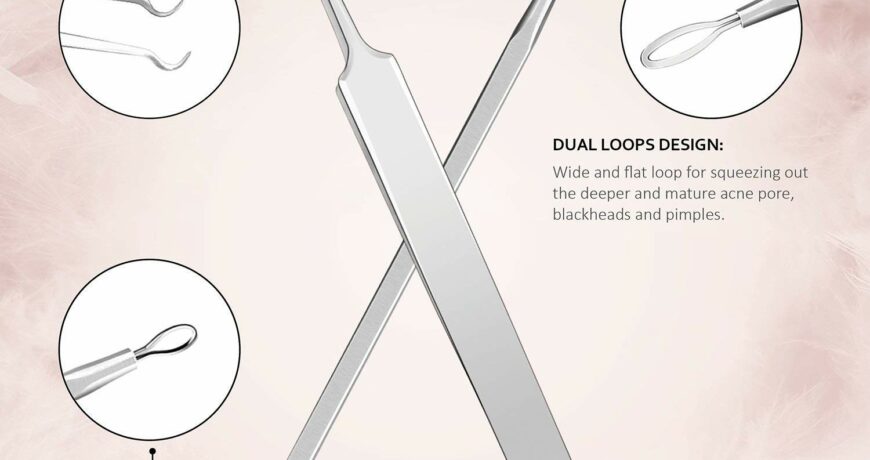 DUAL LOOPS DESIGN:
Wide and flat loop for squeezing out
the deeper and mature acne pore,
blackheads and pimples.